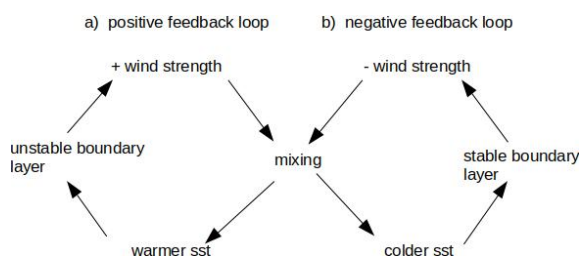 a) positive feedback loop
b) negative feedback loop
+ wind strength
- wind strength
unstable boundary
layer
mixing
stable boundary
layer
warmer sst
colder sst